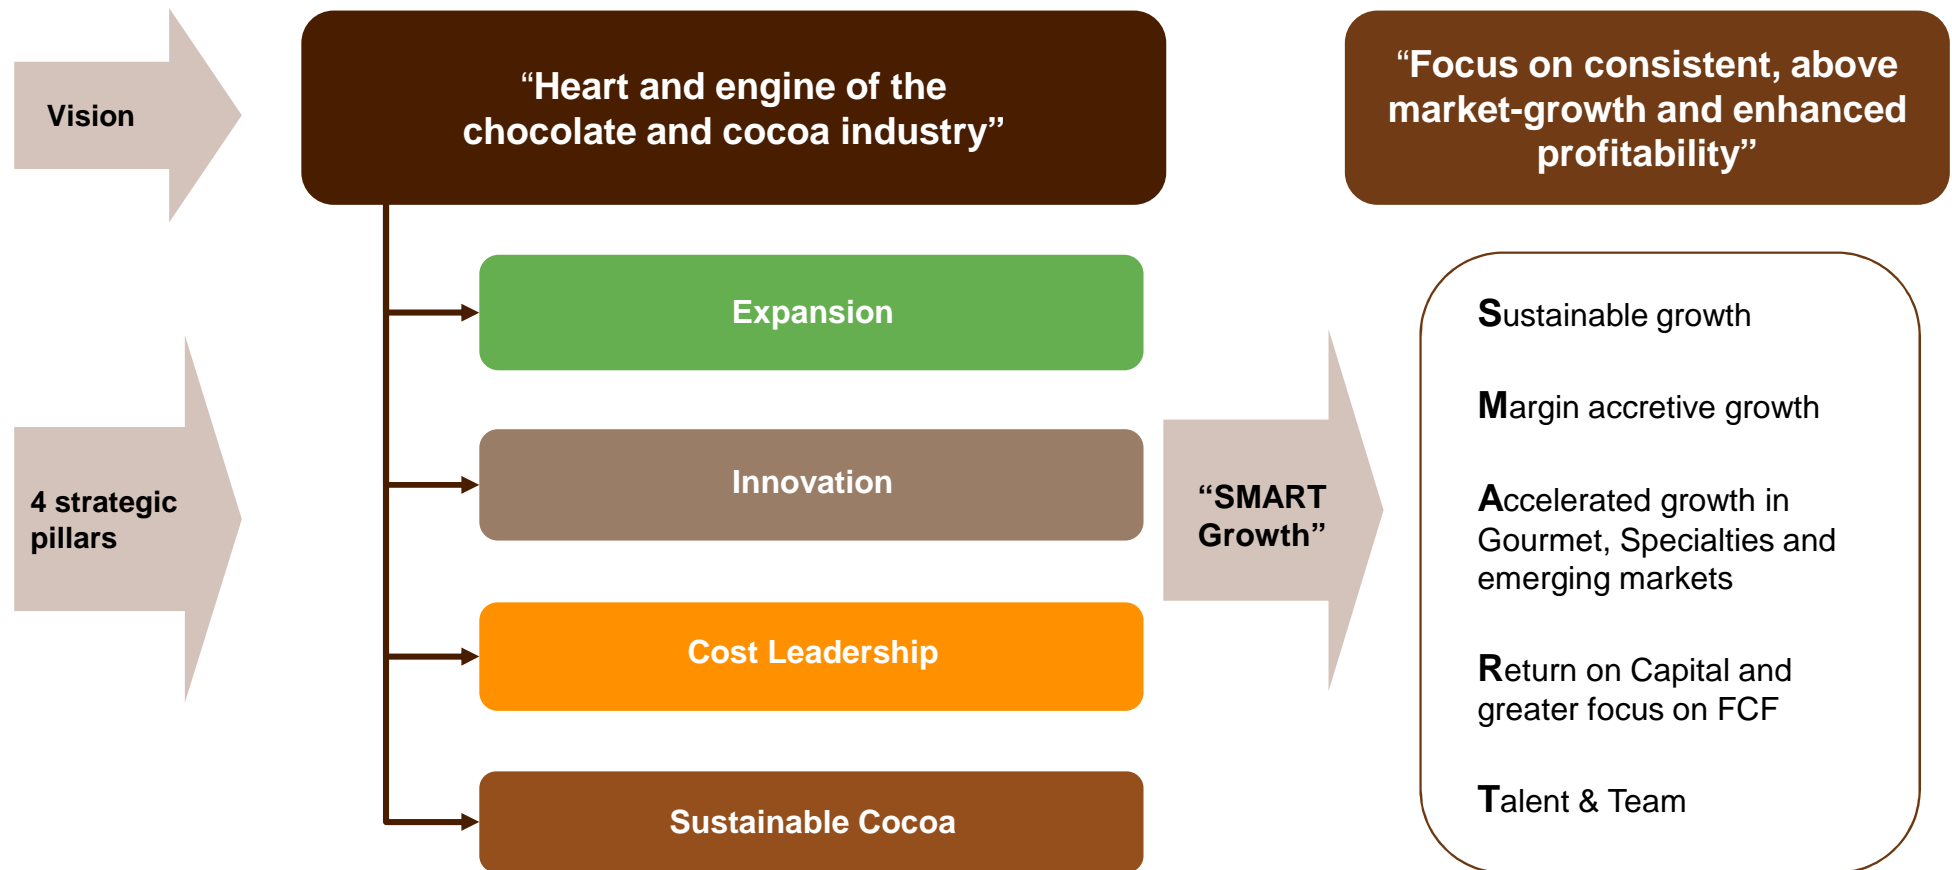 Vision
“Heart and engine of the
chocolate and cocoa industry”
“Focus on consistent, above
market-growth and enhanced
profitability”
4 strategic
pillars
Expansion
Innovation
Cost Leadership
Sustainable Cocoa
“SMART
Growth”
Sustainable growth
Margin accretive growth
Accelerated growth in
Gourmet, Specialties and
emerging markets
Return on Capital and
greater focus on FCF
Talent & Team